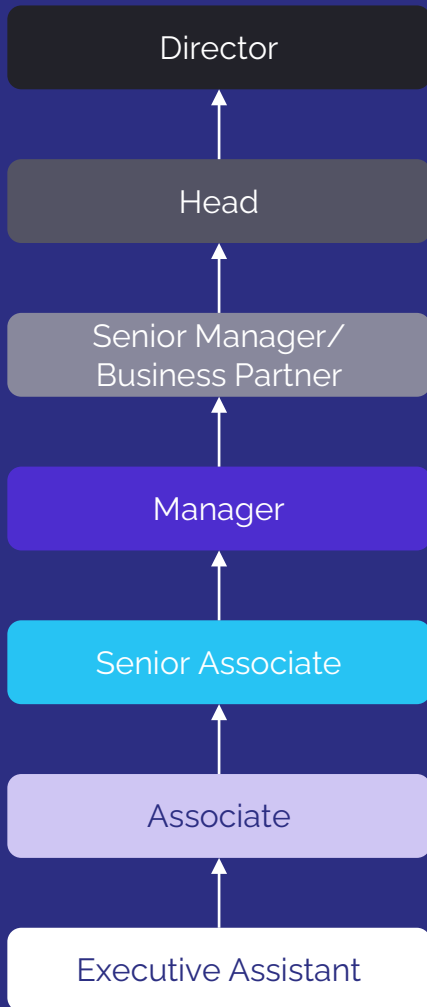 Director
Head
Senior Manager/
Business Partner
Manager
Senior Associate
Associate
Executive Assistant